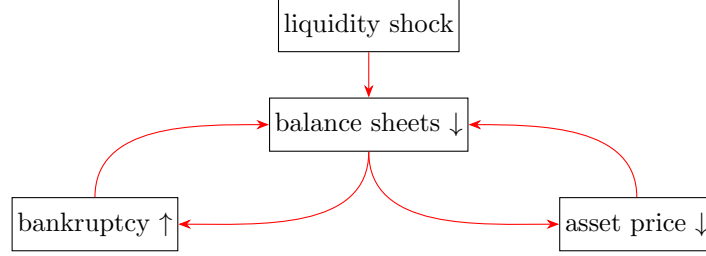 liquidity shock
balance sheets ↓
bankruptcy ↑
asset price ↓